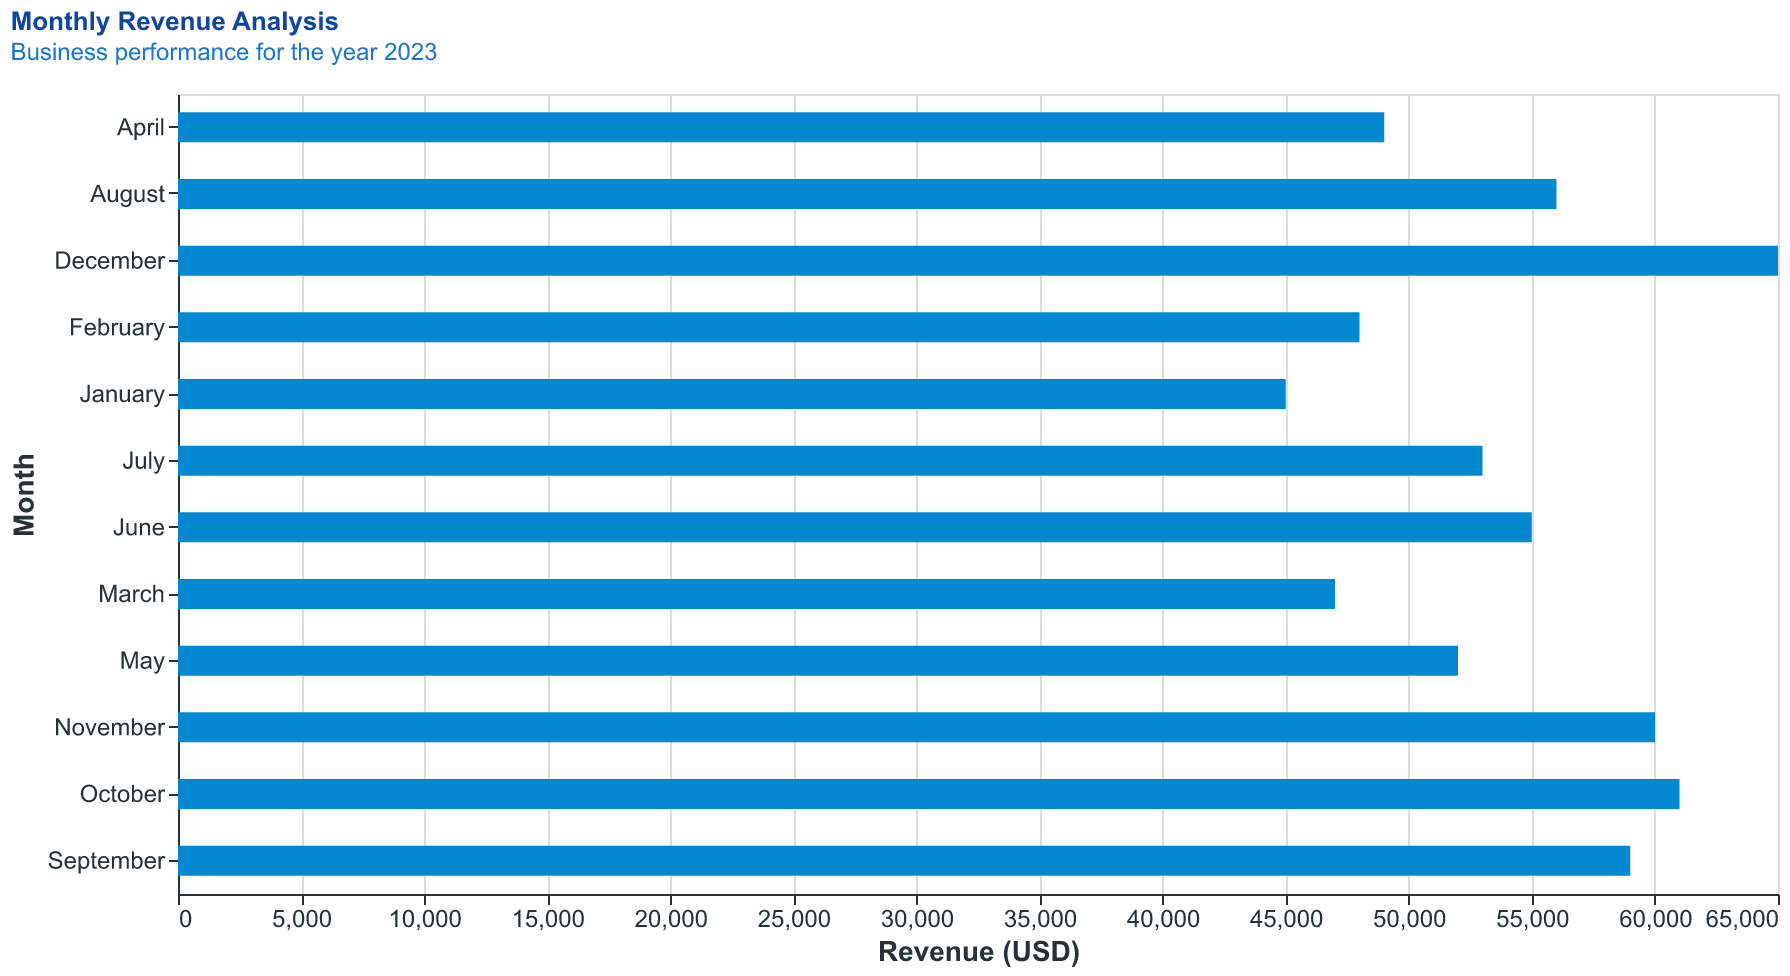 Monthly Revenue Analysis
Business performance for the year 2023
April
August
December
February
January
July
June
March
May
November
October
September
Month
0 5,000 10,000 15,000 20,000 25,000 30,000 35,000 40,000 45,000 50,000 55,000 60,000 65,000
Revenue (USD)